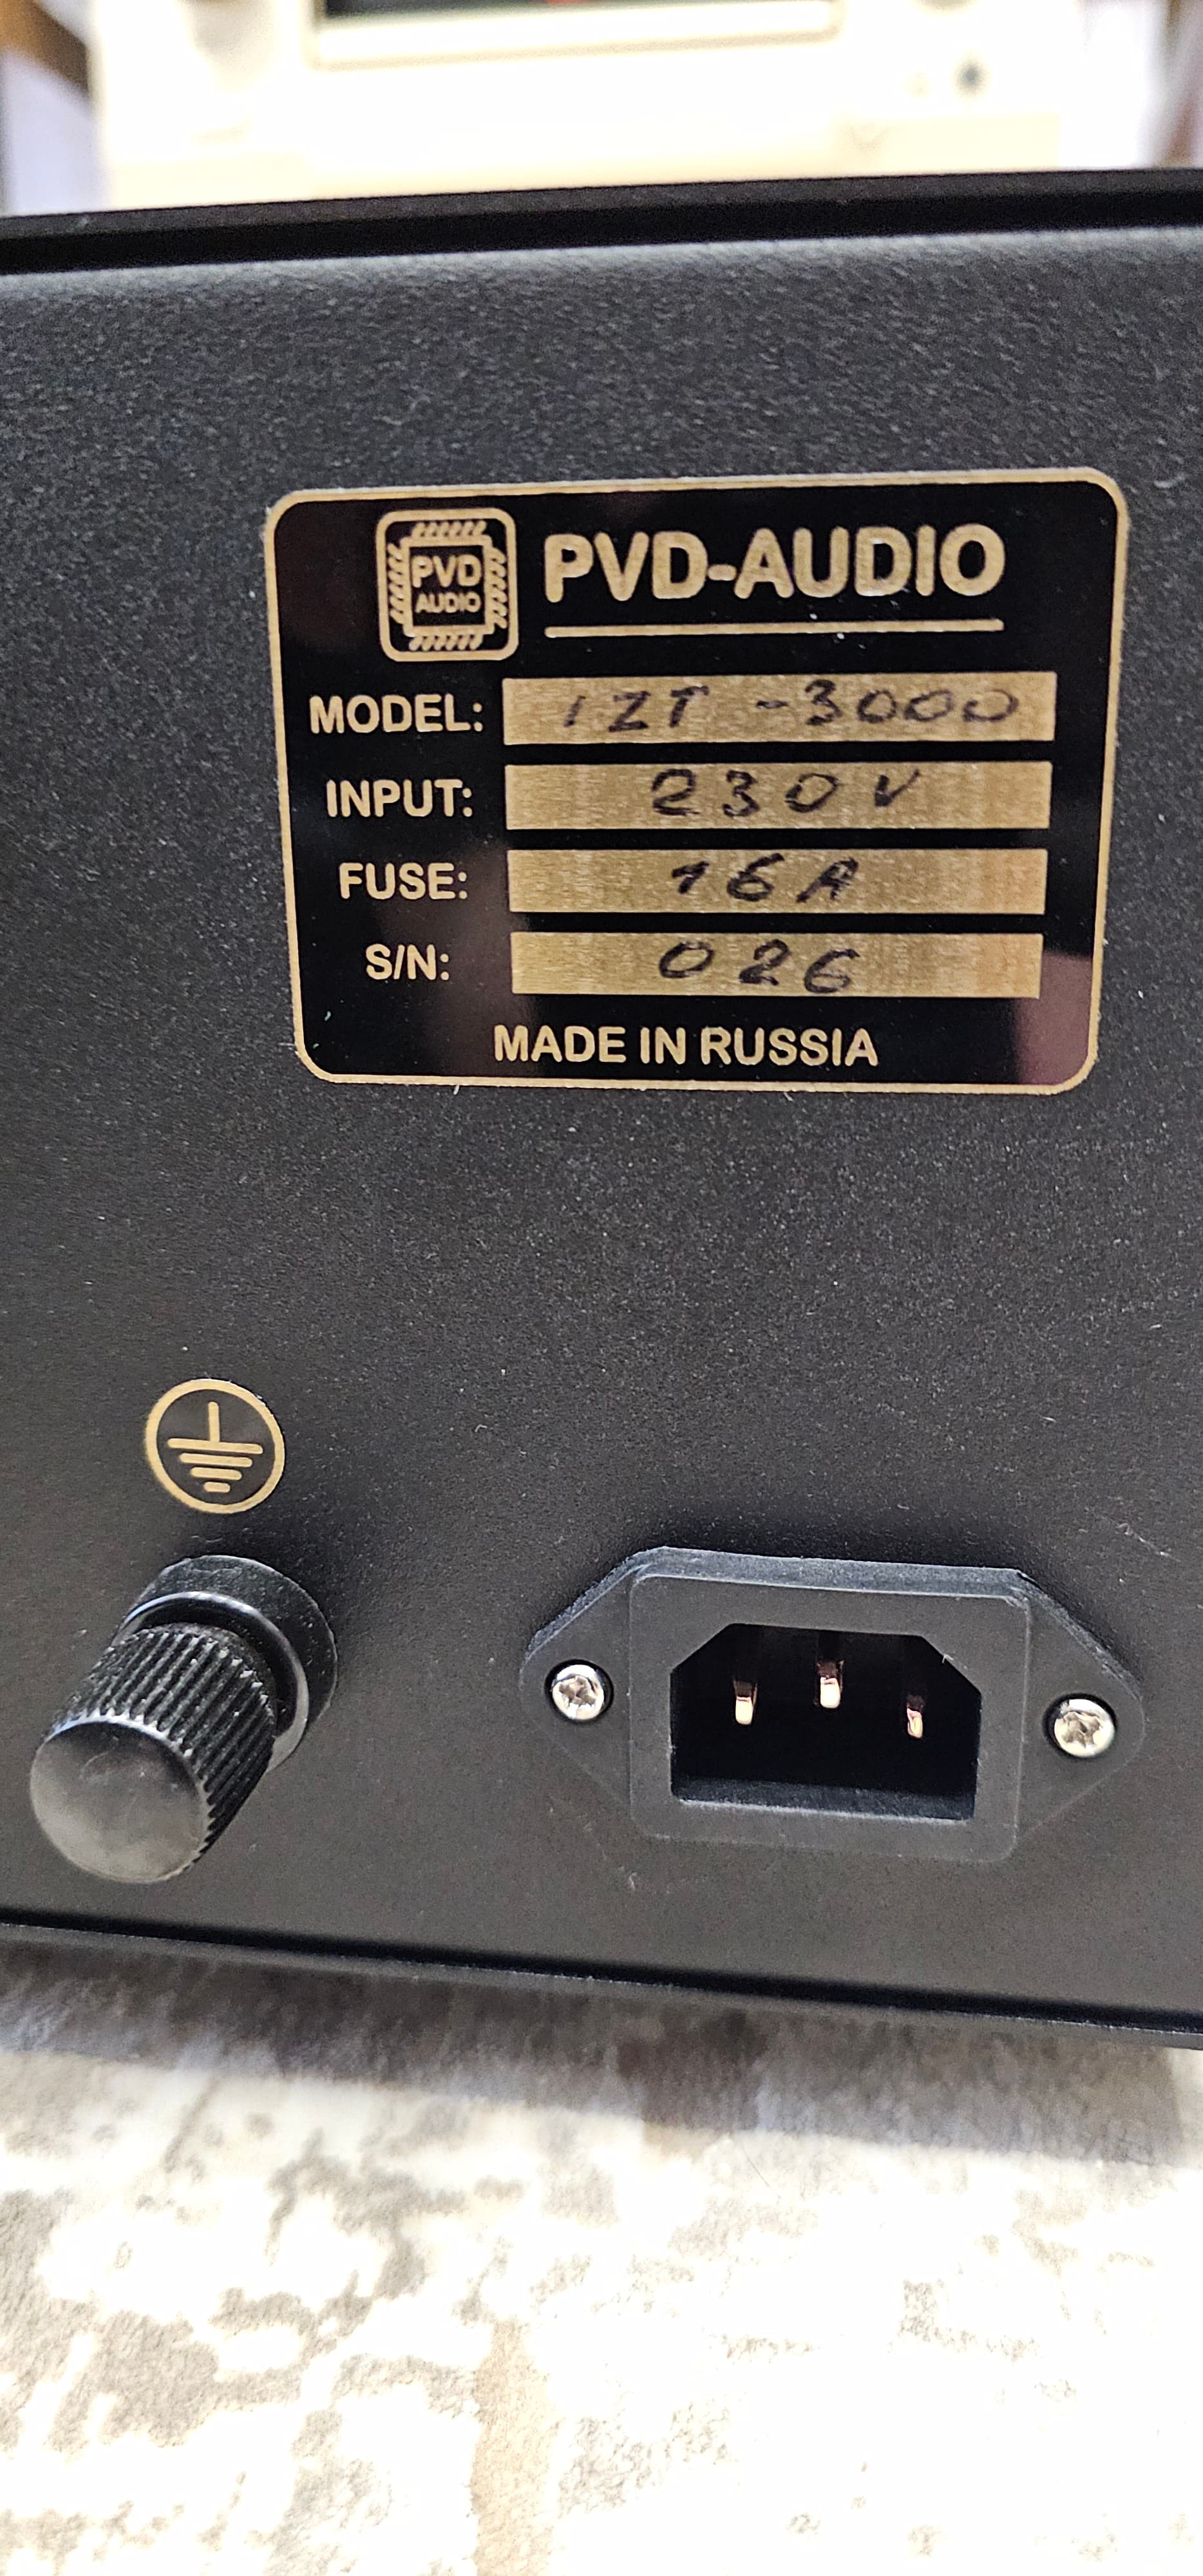 PVD
AUDIO
PVD-AUDIO
MODEL: IZT -3000
INPUT: 230V
FUSE: 16A
S/N: 026
MADE IN RUSSIA